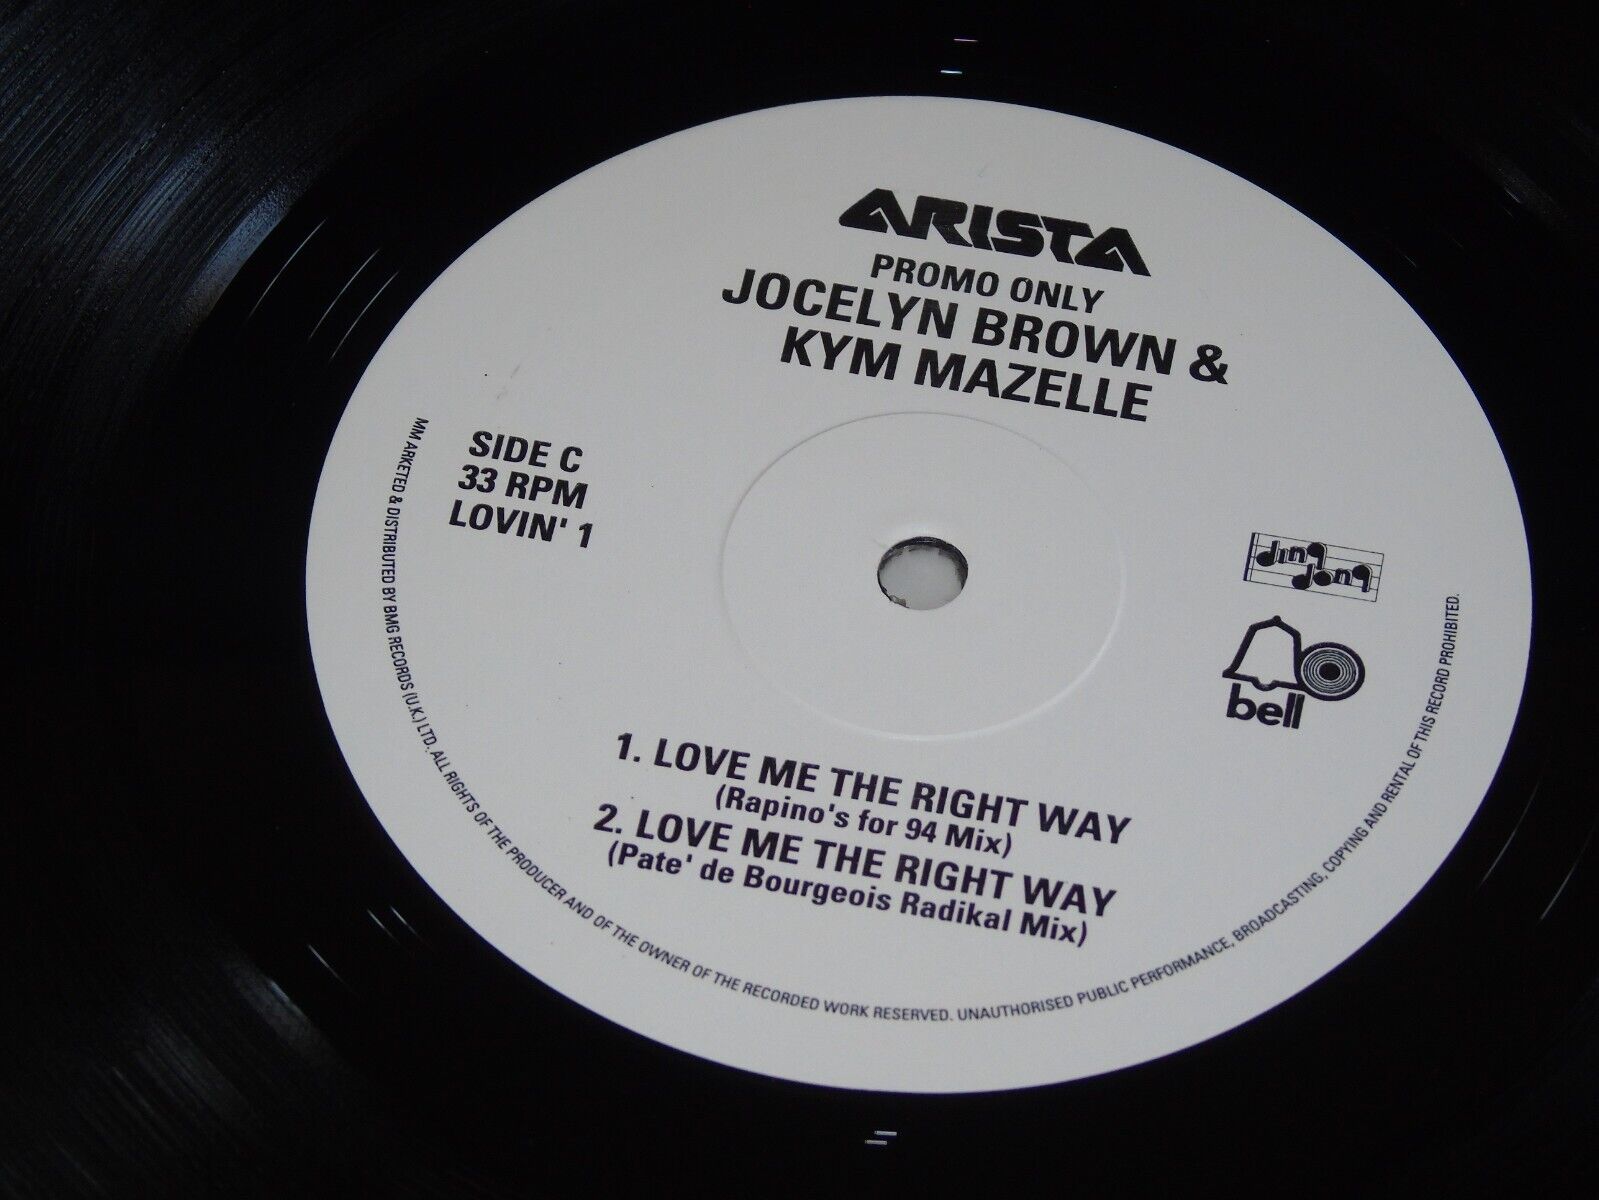 ARISTA
PROMO ONLY
JOCELYN BROWN &
KYM MAZELLE
SIDE C
33 RPM
LOVIN' 1
ding
dong
bell
1. LOVE ME THE RIGHT WAY
(Rapino's for 94 Mix)
2. LOVE ME THE RIGHT WAY
(Pate' de Bourgeois Radikal Mix)
MM ARKETED & DISTRIBUTED BY BMG RECORDS (U.K.) LTD. ALL RIGHTS OF THE PRODUCER AND OF THE OWNER OF THE RECORDED WORK RESERVED. UNAUTHORISED PUBLIC PERFORMANCE, BROADCASTING, COPYING AND RENTAL OF THIS RECORD PROHIBITED.